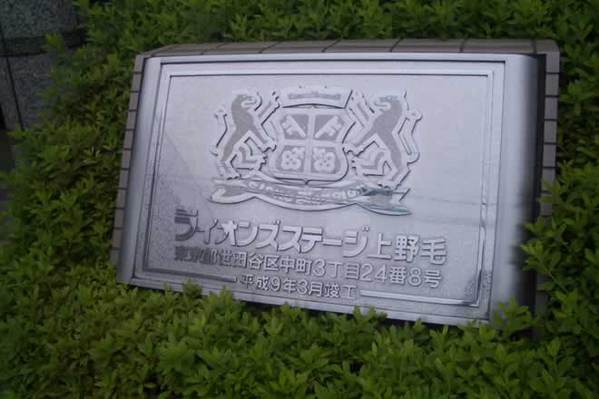 ライオンズステージ上野毛
東京都世田谷区中町3丁目24番8号
平成9年3月竣工